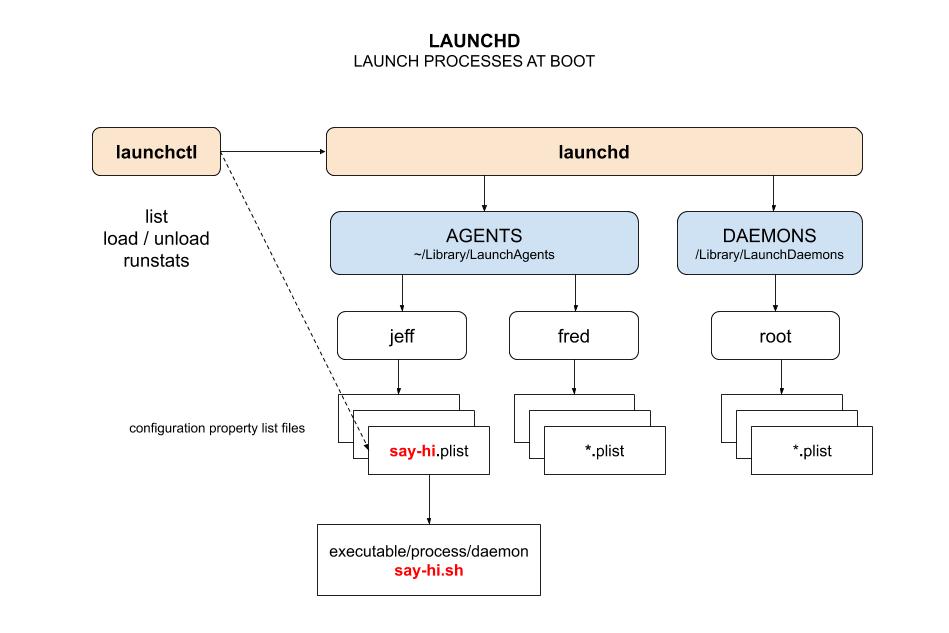 LAUNCHD
LAUNCH PROCESSES AT BOOT
launchctl
launchd
list
load / unload
runstats
AGENTS
~/Library/LaunchAgents
DAEMONS
/Library/LaunchDaemons
jeff
fred
root
configuration property list files
say-hi.plist
*.plist
*.plist
executable/process/daemon
say-hi.sh